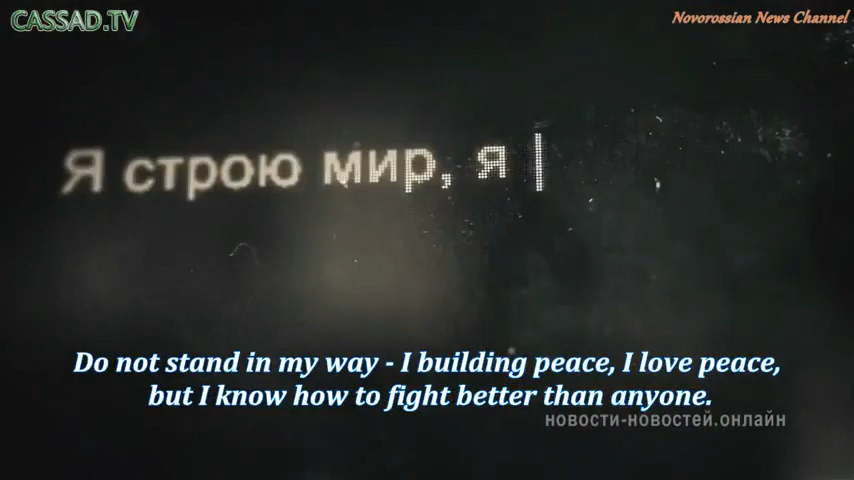 CASSAD.TV
Novorossian News Channel
Я строю мир, я
Do not stand in my way - I building peace, I love peace,
but I know how to fight better than anyone.
новости-новостей.онлайн